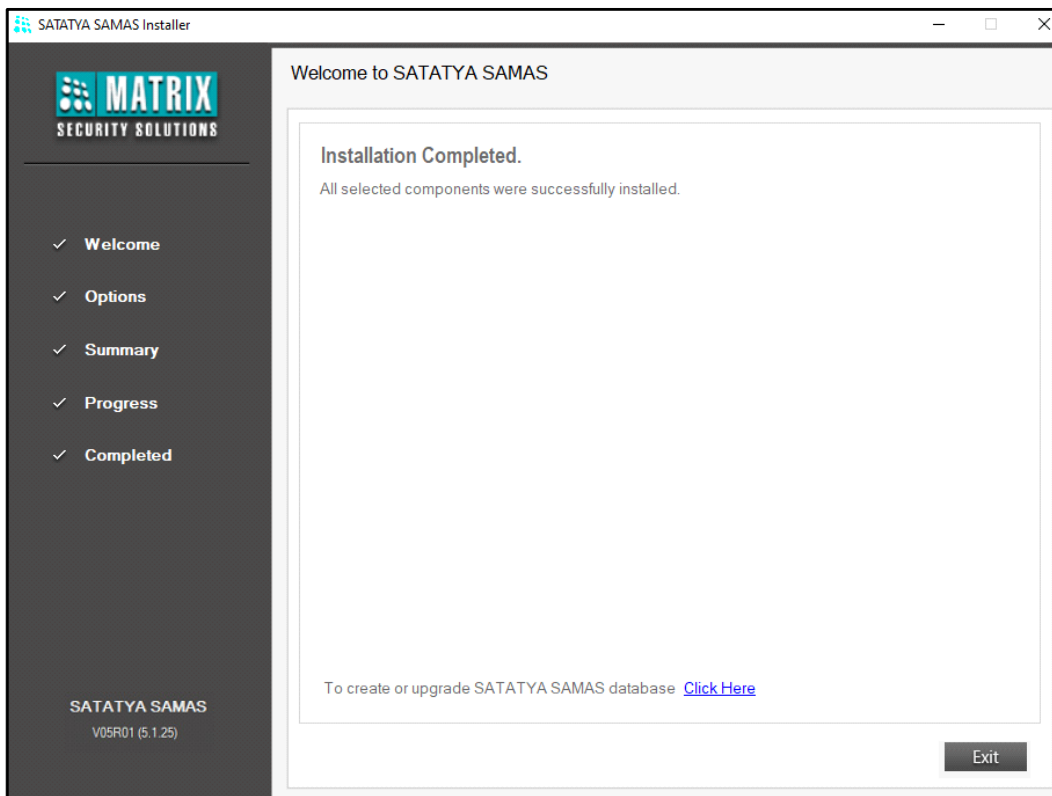 SATATYA SAMAS Installer
MATRIX
SECURITY SOLUTIONS
Welcome
Options
Summary
Progress
Completed
SATATYA SAMAS
V05R01 (5.1.25)
Welcome to SATATYA SAMAS
Installation Completed.
All selected components were successfully installed.
To create or upgrade SATATYA SAMAS database Click Here
Exit